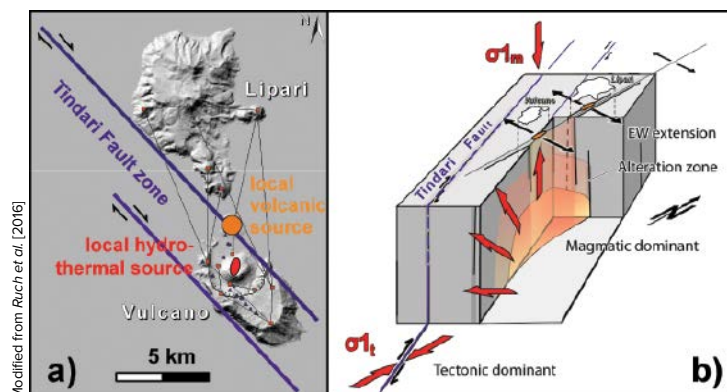 Modified from Ruch et al. [2016]
N
Lipari
Tindari Fault zone
local
volcanic
source
local hydro-
thermal source
Vulcano
5 km
a)
σ1m
Lipari
Vulcano
Tindari Fault
EW extension
Alteration zone
Magmatic dominant
σ1t
Tectonic dominant
b)